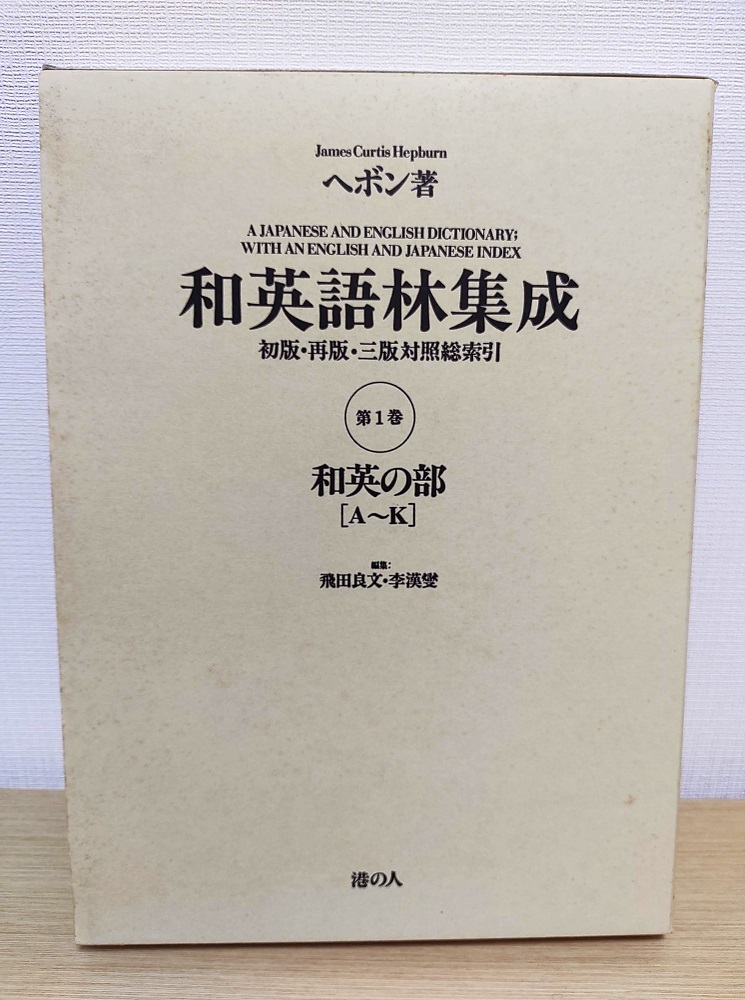 James Curtis Hepburn
ヘボン著
A JAPANESE AND ENGLISH DICTIONARY;
WITH AN ENGLISH AND JAPANESE INDEX
和英語林集成
初版・再版・三版対照総索引
第1巻
和英の部
[A〜K]
編集:
飛田良文・李漢燮
港の人